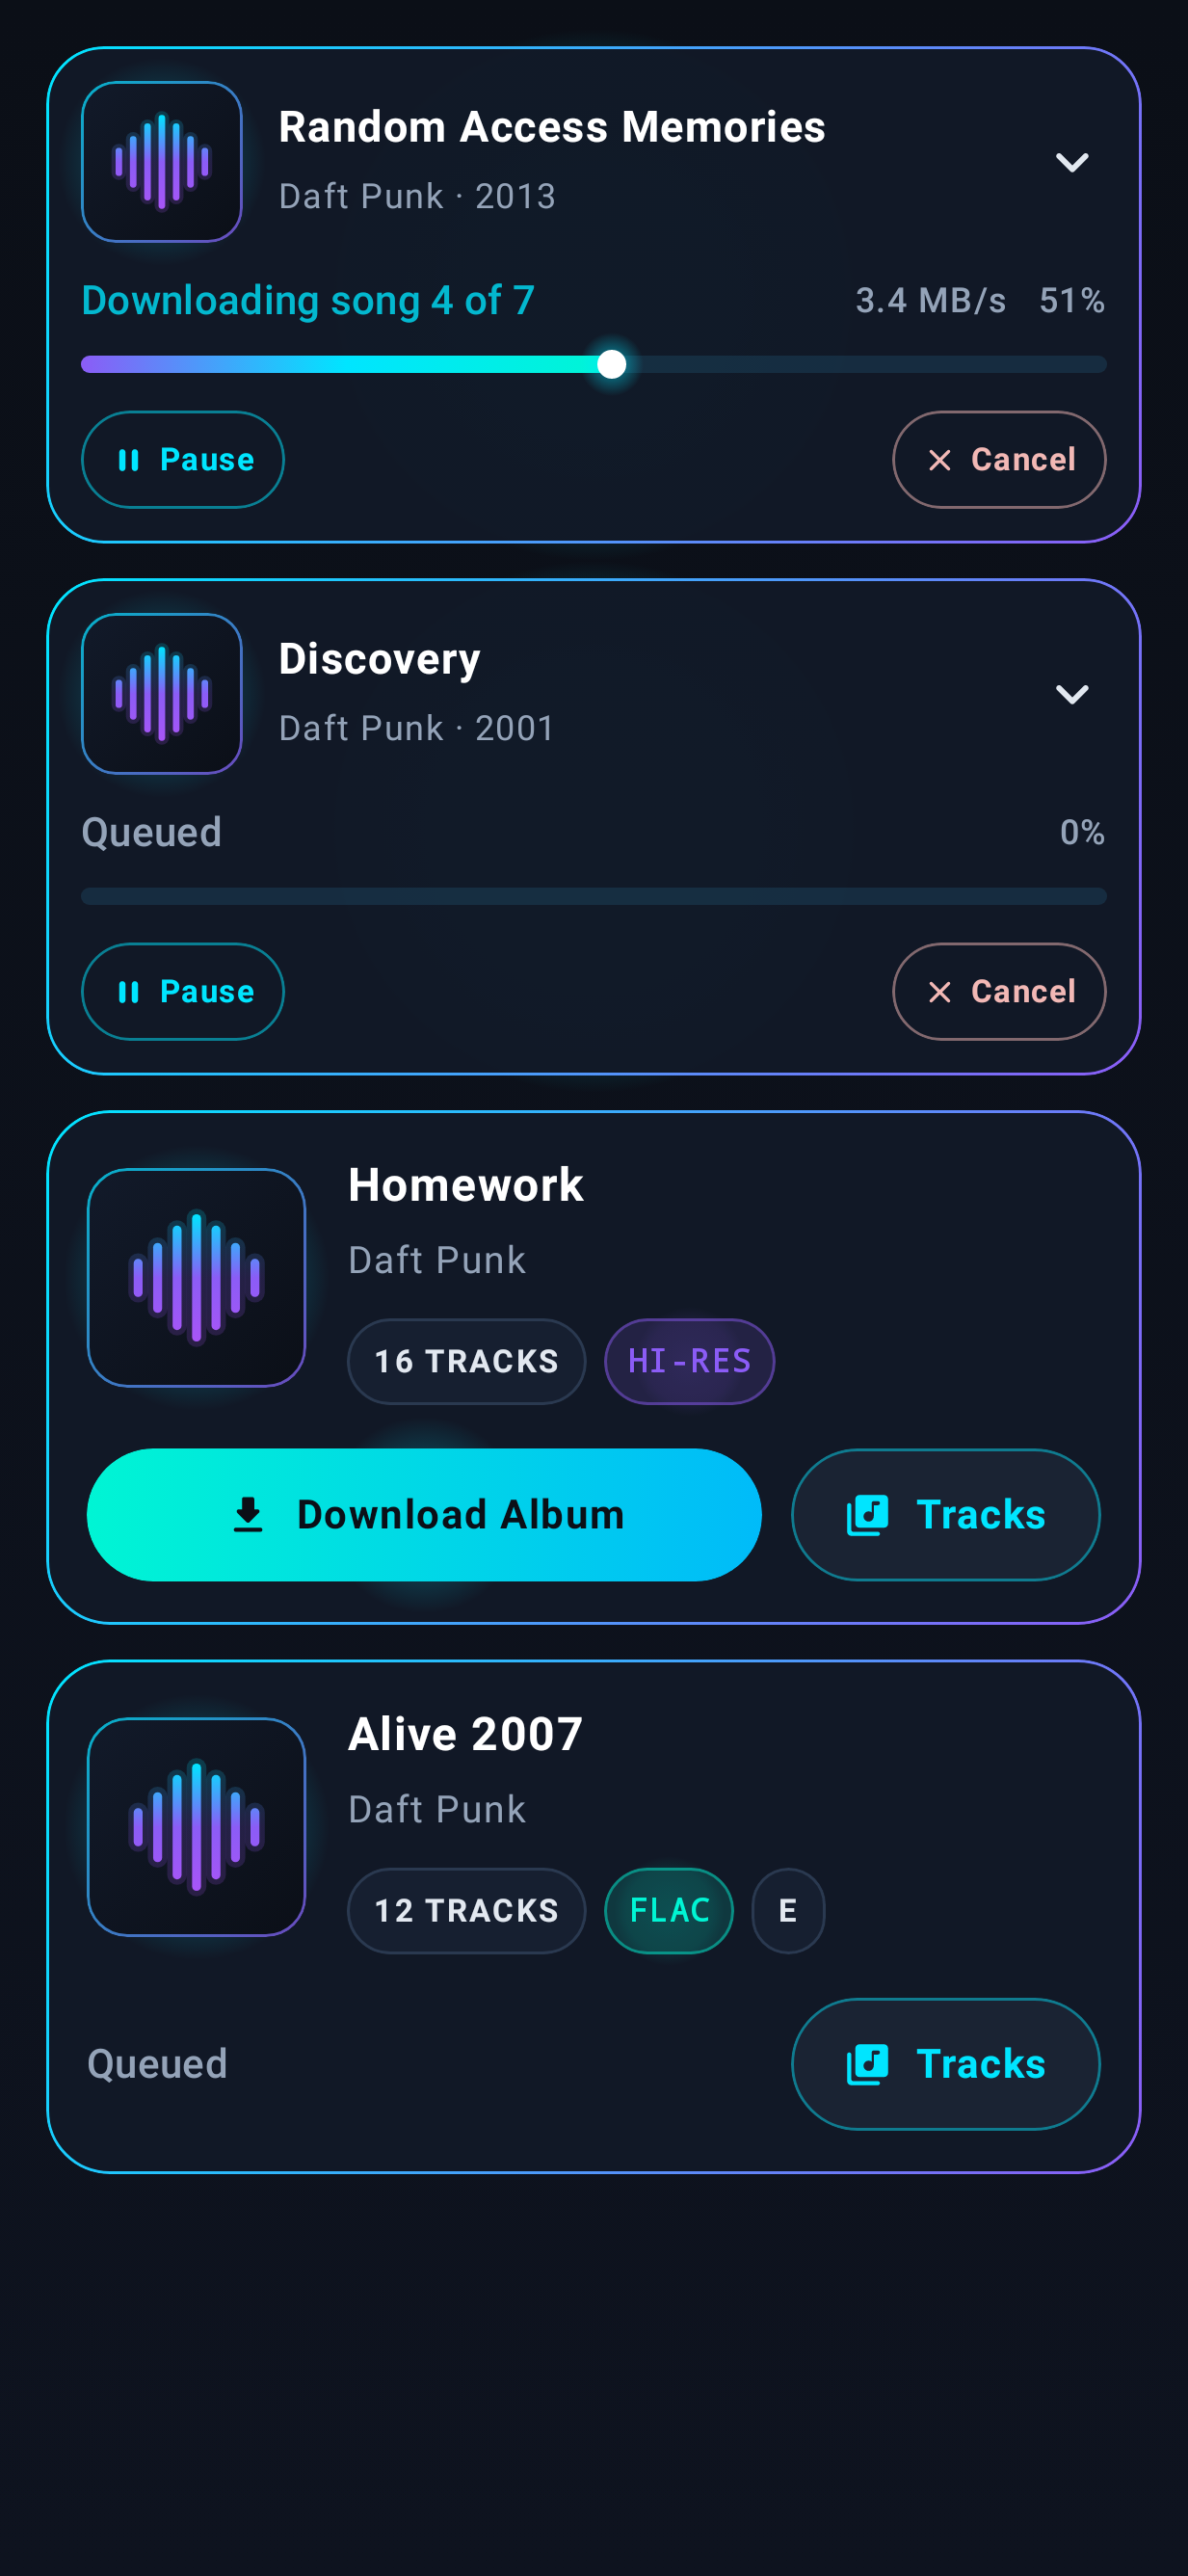 Random Access Memories
Daft Punk · 2013
Downloading song 4 of 7 3.4 MB/s 51%
Pause Cancel
Discovery
Daft Punk · 2001
Queued 0%
Pause Cancel
Homework
Daft Punk
16 TRACKS HI-RES
Download Album Tracks
Alive 2007
Daft Punk
12 TRACKS FLAC E
Queued Tracks